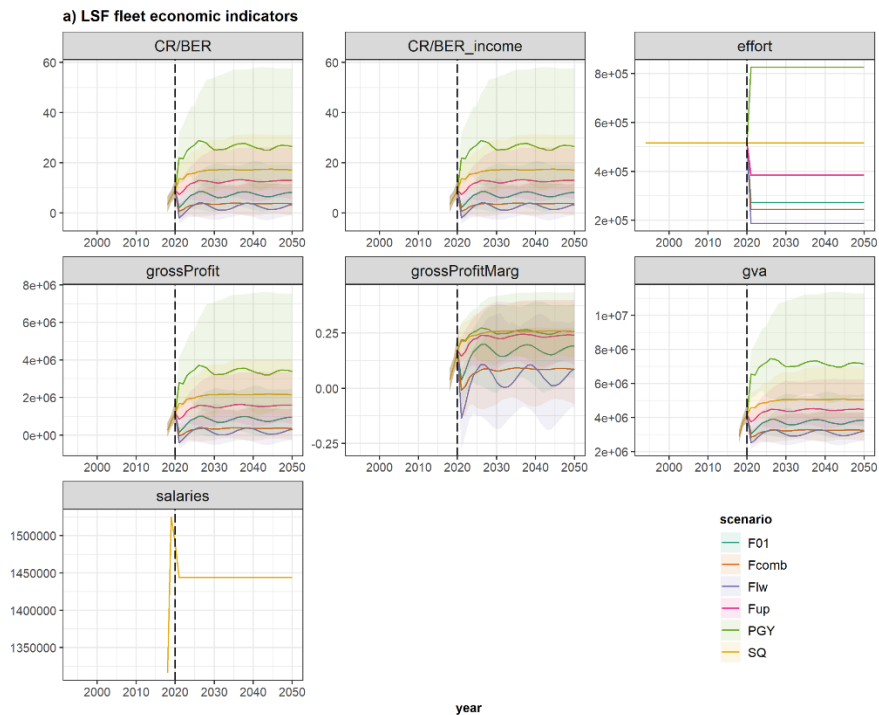 a) LSF fleet economic indicators
CR/BER
CR/BER_income
effort
60
40
20
0
2000 2010 2020 2030 2040 2050
60
40
20
0
2000 2010 2020 2030 2040 2050
8e+05
6e+05
4e+05
2e+05
2000 2010 2020 2030 2040 2050
grossProfit
grossProfitMarg
gva
8e+06
6e+06
4e+06
2e+06
0e+00
2000 2010 2020 2030 2040 2050
0.25
0.00
-0.25
2000 2010 2020 2030 2040 2050
1e+07
8e+06
6e+06
4e+06
2e+06
2000 2010 2020 2030 2040 2050
salaries
1500000
1450000
1400000
1350000
2000 2010 2020 2030 2040 2050
scenario
F01
Fcomb
Flw
Fup
PGY
SQ
year